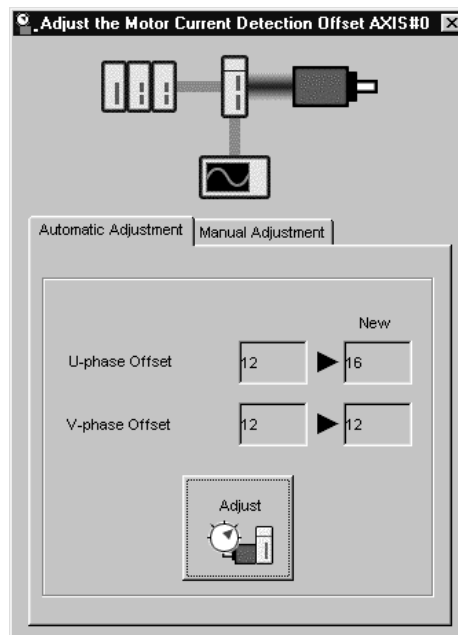 Adjust the Motor Current Detection Offset AXIS#0
Automatic Adjustment
Manual Adjustment
New
U-phase Offset 12 16
V-phase Offset 12 12
Adjust